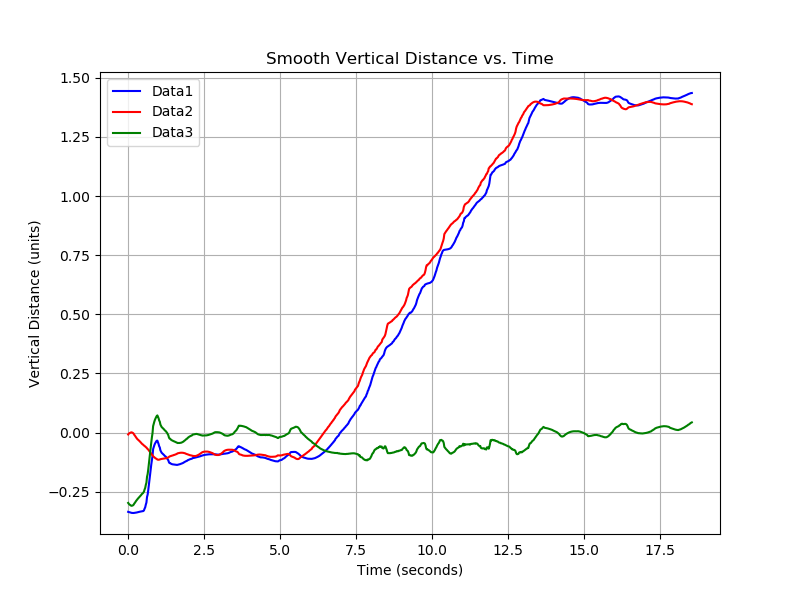 Smooth Vertical Distance vs. Time
Data1
Data2
Data3
Vertical Distance (units)
1.50
1.25
1.00
0.75
0.50
0.25
0.00
−0.25
0.0 2.5 5.0 7.5 10.0 12.5 15.0 17.5
Time (seconds)